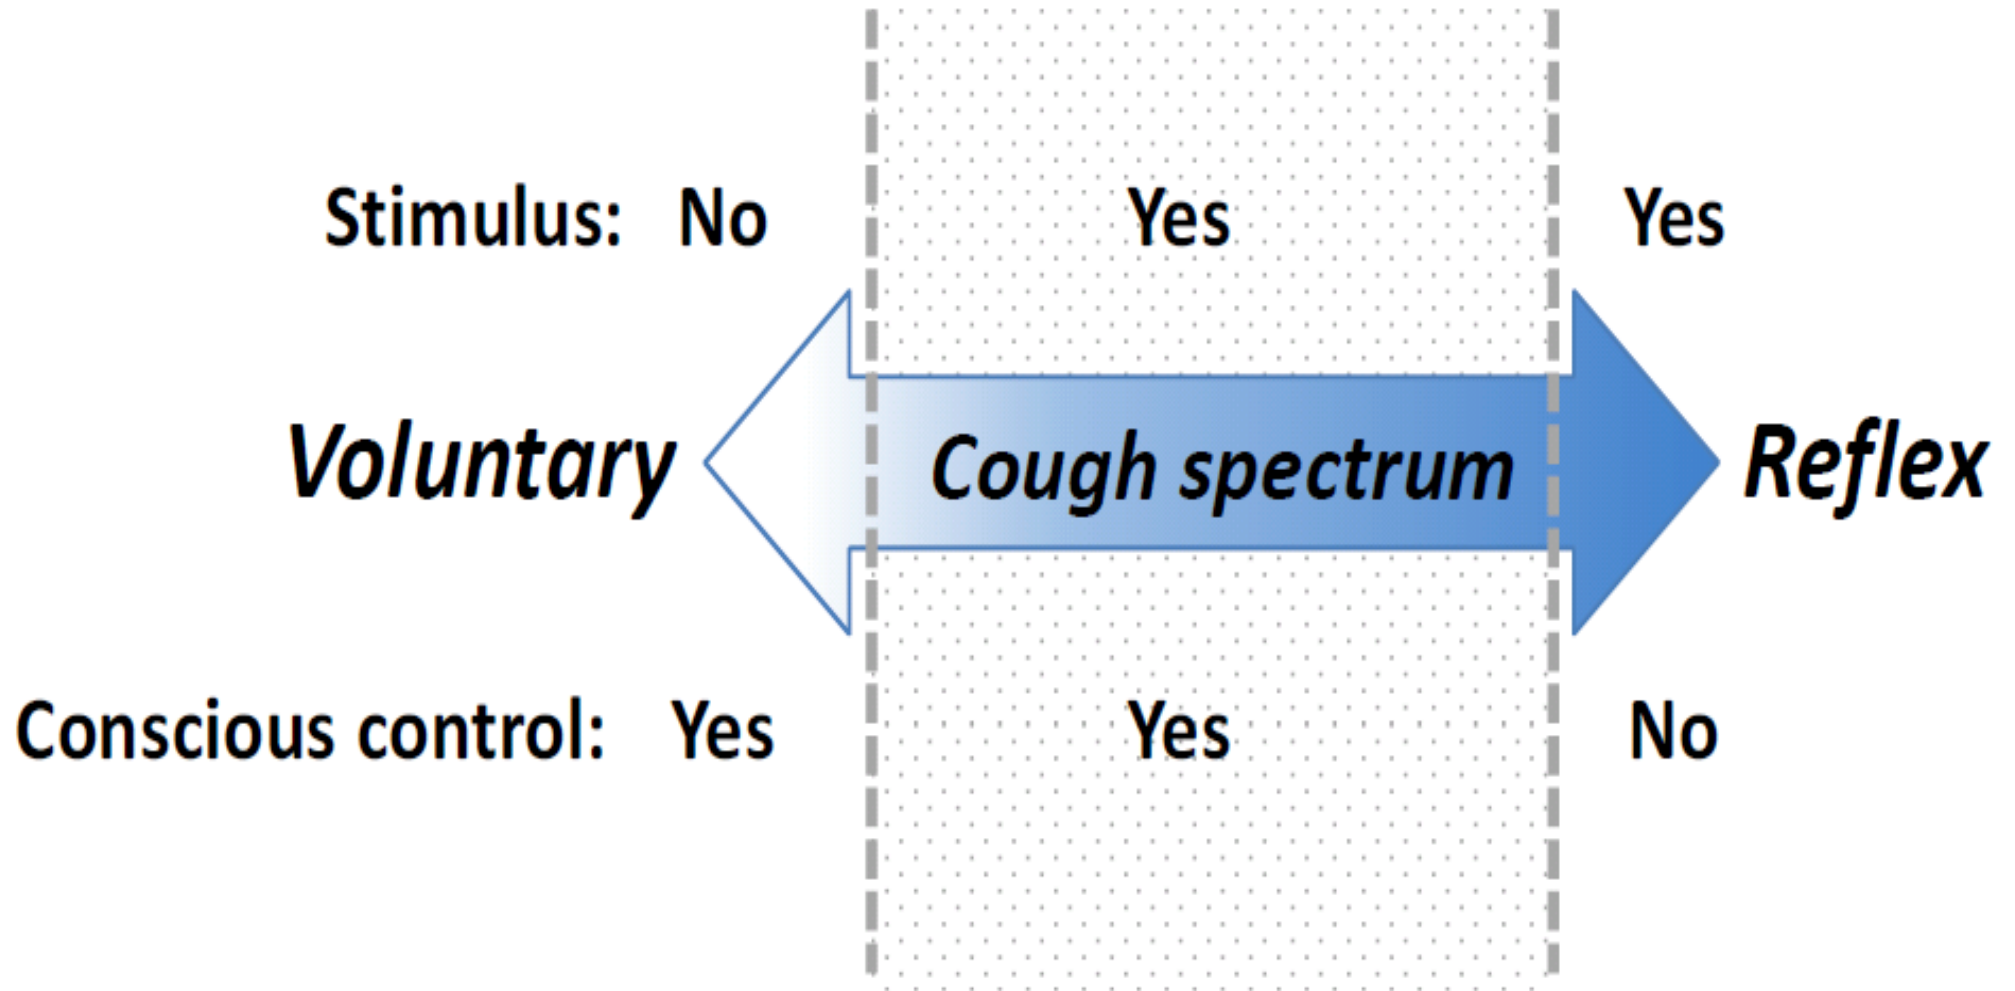 Stimulus: No Yes Yes
Voluntary Cough spectrum Reflex
Conscious control: Yes Yes No